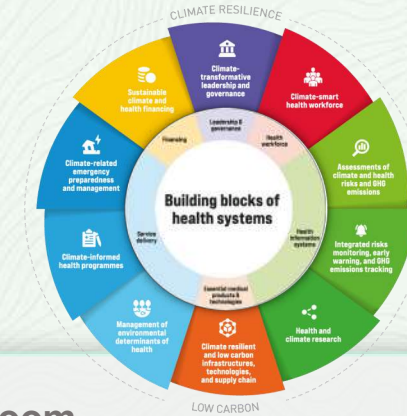 CLIMATE RESILIENCE
Climate-
transformative
leadership and
governance
Climate-smart
health workforce
Assessments of
climate and health
risks and GHG
emissions
Integrated risks
monitoring, early
warning, and GHG
emissions tracking
Health and
climate research
Climate resilient
and low carbon
infrastructures,
technologies,
and supply chain
Management of
environmental
determinants of
health
Climate-informed
health programmes
Climate-related
emergency
preparedness
and management
Sustainable
climate and
health financing
Leadership &
governance
Health
workforce
Health
information
systems
Essential medical
products &
technologies
Service
delivery
Financing
Building blocks of
health systems
LOW CARBON